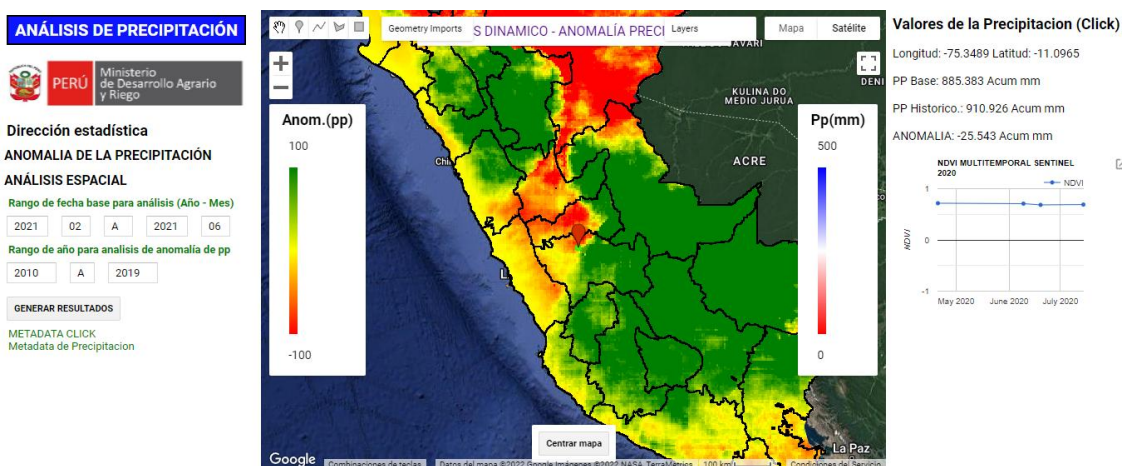 ANÁLISIS DE PRECIPITACIÓN
PERÚ
Ministerio
de Desarrollo Agrario
y Riego
Dirección estadística
ANOMALIA DE LA PRECIPITACIÓN
ANÁLISIS ESPACIAL
Rango de fecha base para análisis (Año - Mes)
2021 02 A 2021 06
Rango de año para analisis de anomalía de pp
2010 A 2019
GENERAR RESULTADOS
METADATA CLICK
Metadata de Precipitacion
Geometry Imports
S DINAMICO - ANOMALÍA PRECI
Layers
Mapa Satélite
KULINA DO
MEDIO JURUA
DENI
ACRE
Anom.(pp)
100
-100
Pp(mm)
500
0
La Paz
Centrar mapa
Google
Combinaciones de teclas
Datos del mapa ©2022 Google Imágenes ©2022 NASA, TerraMetrics
100 km
Condiciones del Servicio
Valores de la Precipitacion (Click)
Longitud: -75.3489 Latitud: -11.0965
PP Base: 885.383 Acum mm
PP Historico.: 910.926 Acum mm
ANOMALIA: -25.543 Acum mm
NDVI MULTITEMPORAL SENTINEL
2020
NDVI
1
0
-1
NDVI
May 2020 June 2020 July 2020